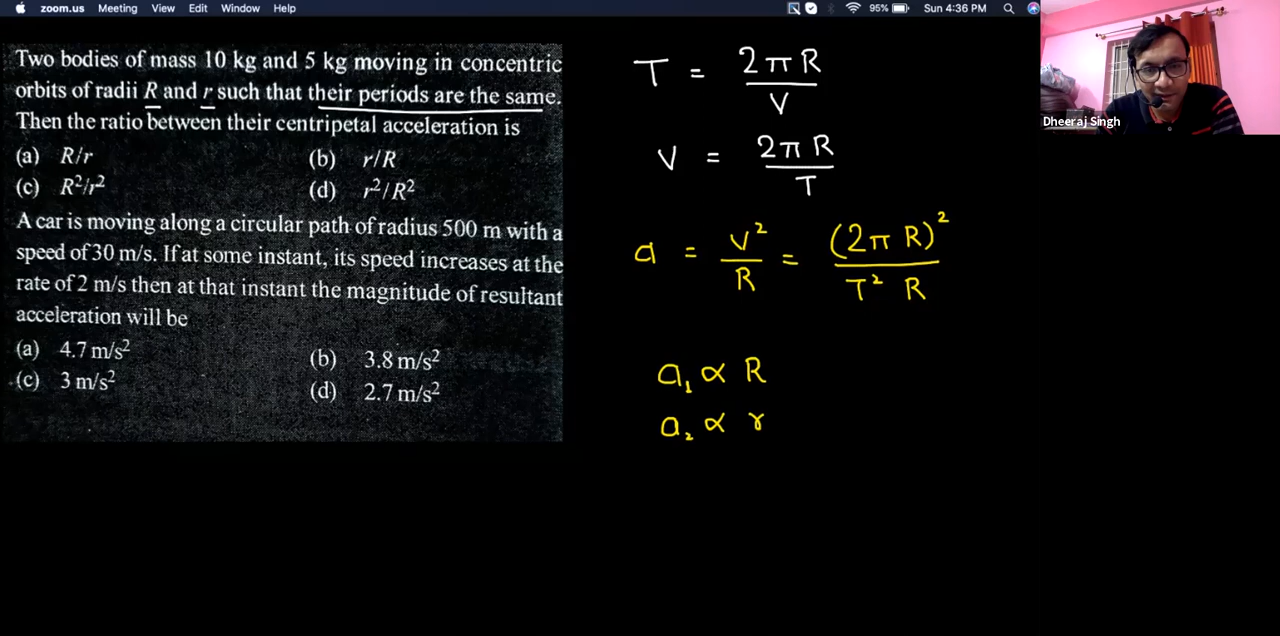 zoom.us Meeting View Edit Window Help 95% Sun 4:36 PM
Two bodies of mass 10 kg and 5 kg moving in concentric
orbits of radii R and r such that their periods are the same.
Then the ratio between their centripetal acceleration is
(a) R/r (b) r/R
(c) R²/r² (d) r²/R²
A car is moving along a circular path of radius 500 m with a
speed of 30 m/s. If at some instant, its speed increases at the
rate of 2 m/s then at that instant the magnitude of resultant
acceleration will be
(a) 4.7 m/s² (b) 3.8 m/s²
(c) 3 m/s² (d) 2.7 m/s²
T = 2πR / V
V = 2πR / T
a = V² / R = (2πR)² / T² R
a₁ ∝ R
a₂ ∝ r
Dheeraj Singh